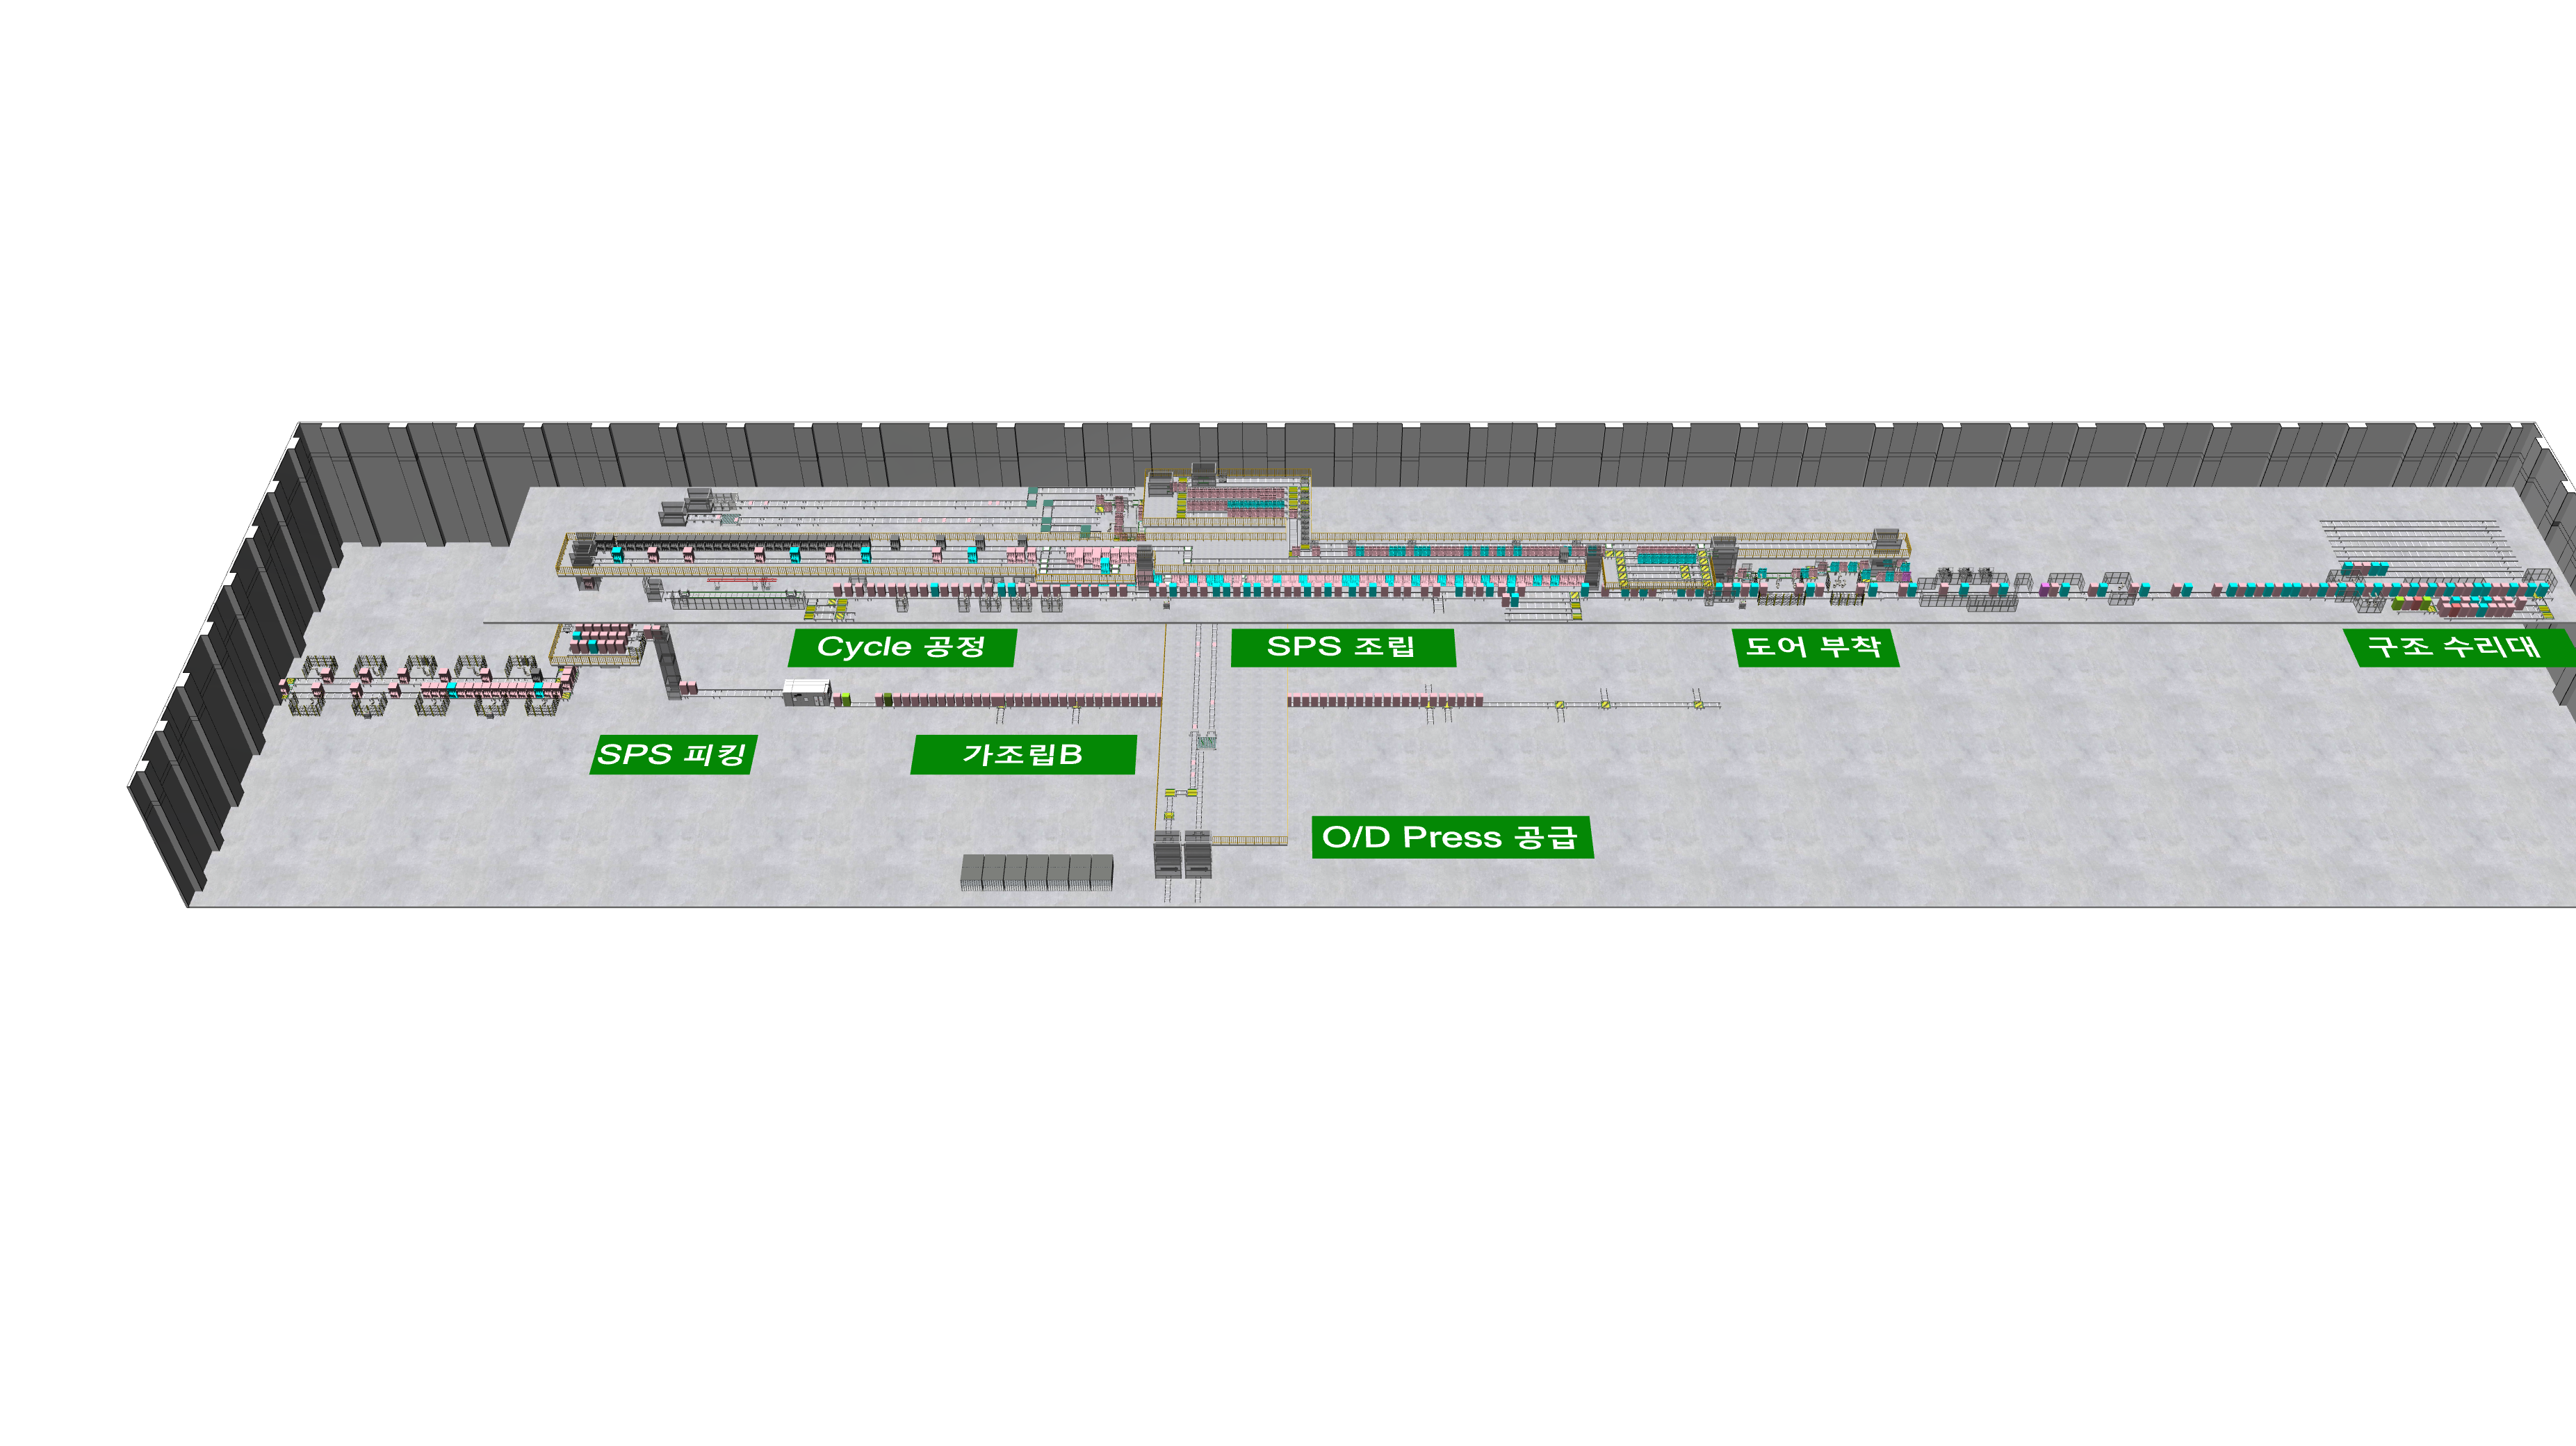 Cycle 공정
SPS 조립
도어 부착
구조 수리대
SPS 피킹
가조립B
O/D Press 공급